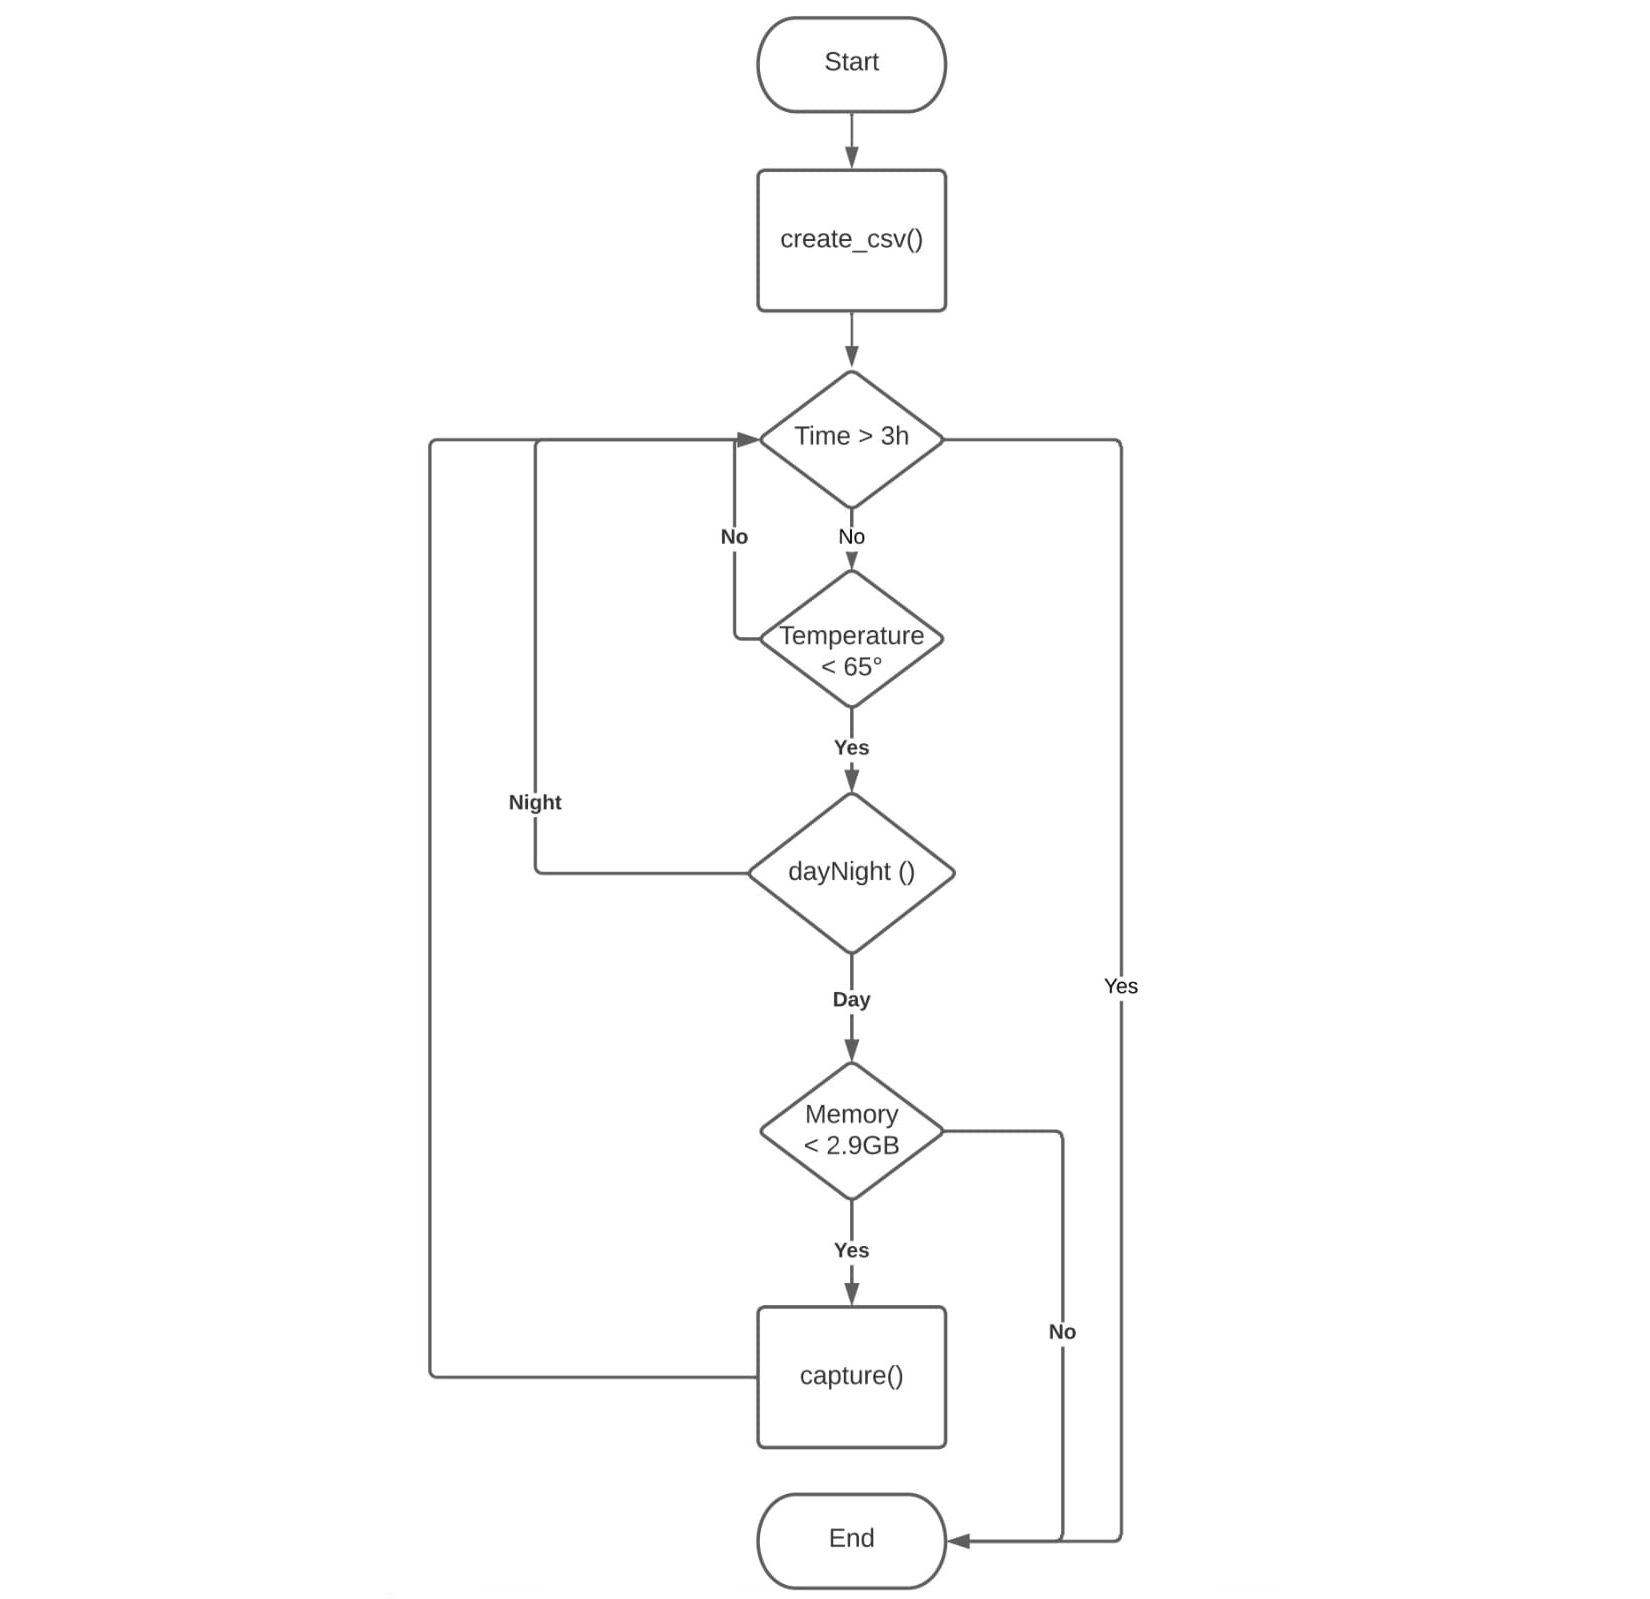 Start
create_csv()
Time > 3h
No
No
Temperature
< 65°
Yes
Night
dayNight ()
Yes
Day
Memory
< 2.9GB
Yes
No
capture()
End